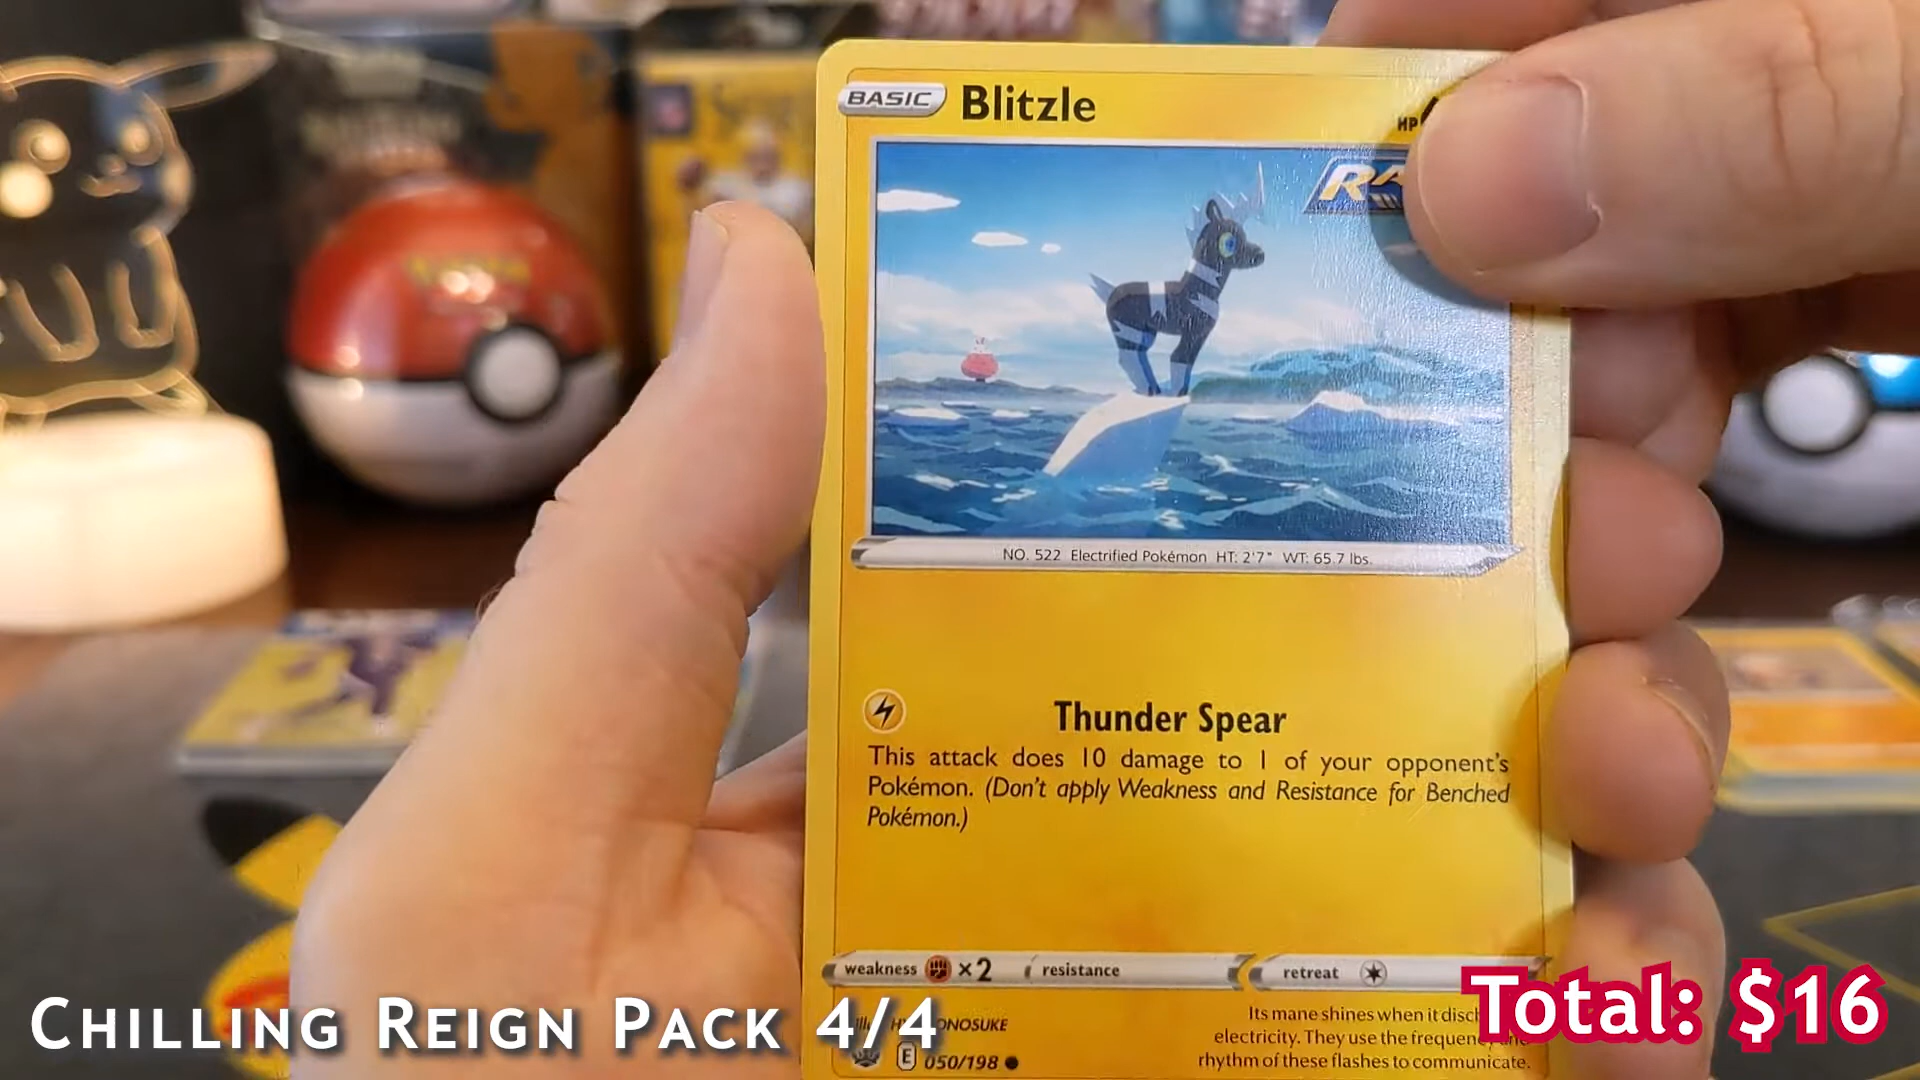 BASIC Blitzle HP
NO. 522 Electrified Pokémon HT: 2'7" WT: 65.7 lbs.
Thunder Spear
This attack does 10 damage to 1 of your opponent's
Pokémon. (Don't apply Weakness and Resistance for Benched
Pokémon.)
weakness ×2 resistance retreat
Its mane shines when it
electricity. They use the
rhythm of these flashes to communicate.
E 050/198
CHILLING REIGN PACK 4/4
Total: $16